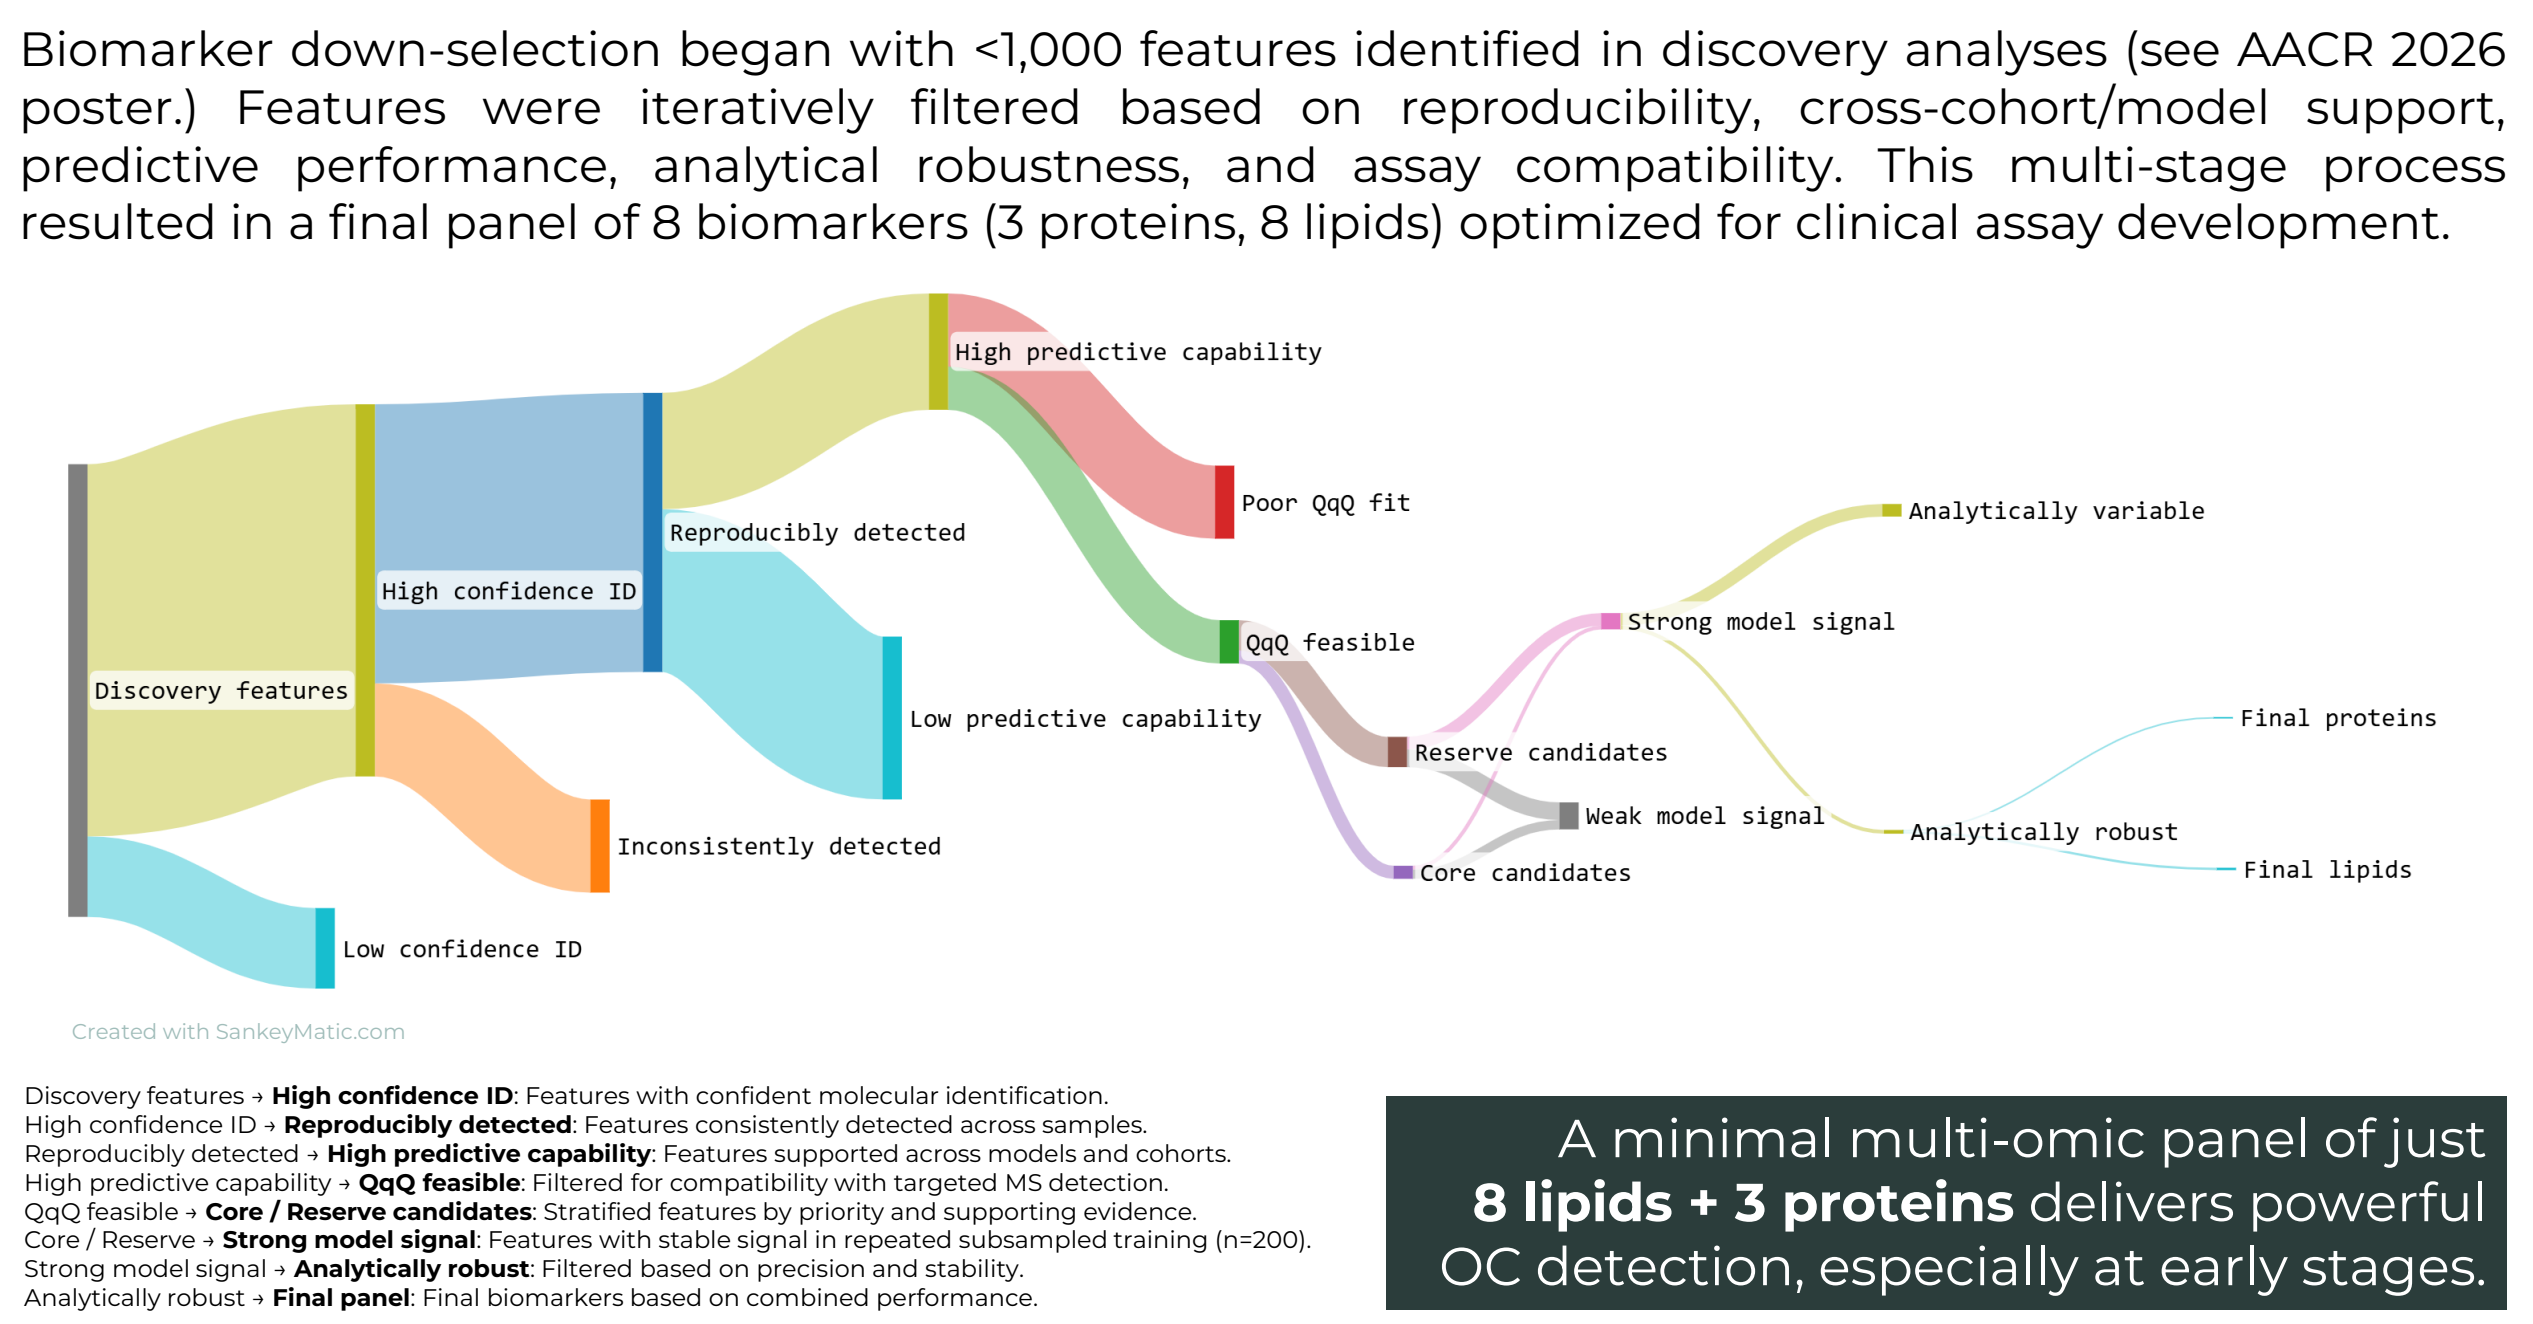 Biomarker down-selection began with <1,000 features identified in discovery analyses (see AACR 2026
poster.) Features were iteratively filtered based on reproducibility, cross-cohort/model support,
predictive performance, analytical robustness, and assay compatibility. This multi-stage process
resulted in a final panel of 8 biomarkers (3 proteins, 8 lipids) optimized for clinical assay development.
High predictive capability
Poor QqQ fit
Analytically variable
Reproducibly detected
High confidence ID
Strong model signal
QqQ feasible
Discovery features
Low predictive capability
Final proteins
Reserve candidates
Weak model signal
Analytically robust
Inconsistently detected
Core candidates
Final lipids
Low confidence ID
Created with SankeyMatic.com
Discovery features → High confidence ID: Features with confident molecular identification.
High confidence ID → Reproducibly detected: Features consistently detected across samples.
Reproducibly detected → High predictive capability: Features supported across models and cohorts.
High predictive capability → QqQ feasible: Filtered for compatibility with targeted MS detection.
QqQ feasible → Core / Reserve candidates: Stratified features by priority and supporting evidence.
Core / Reserve → Strong model signal: Features with stable signal in repeated subsampled training (n=200).
Strong model signal → Analytically robust: Filtered based on precision and stability.
Analytically robust → Final panel: Final biomarkers based on combined performance.
A minimal multi-omic panel of just
8 lipids + 3 proteins delivers powerful
OC detection, especially at early stages.